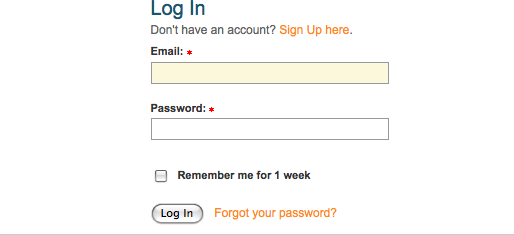 Log In
Don't have an account? Sign Up here.
Email: *
Password: *
Remember me for 1 week
Log In Forgot your password?